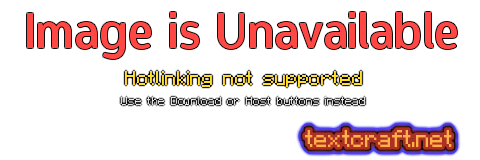 Image is Unavailable
Hotlinking not supported
Use the Download or Host buttons instead
textcraft.net